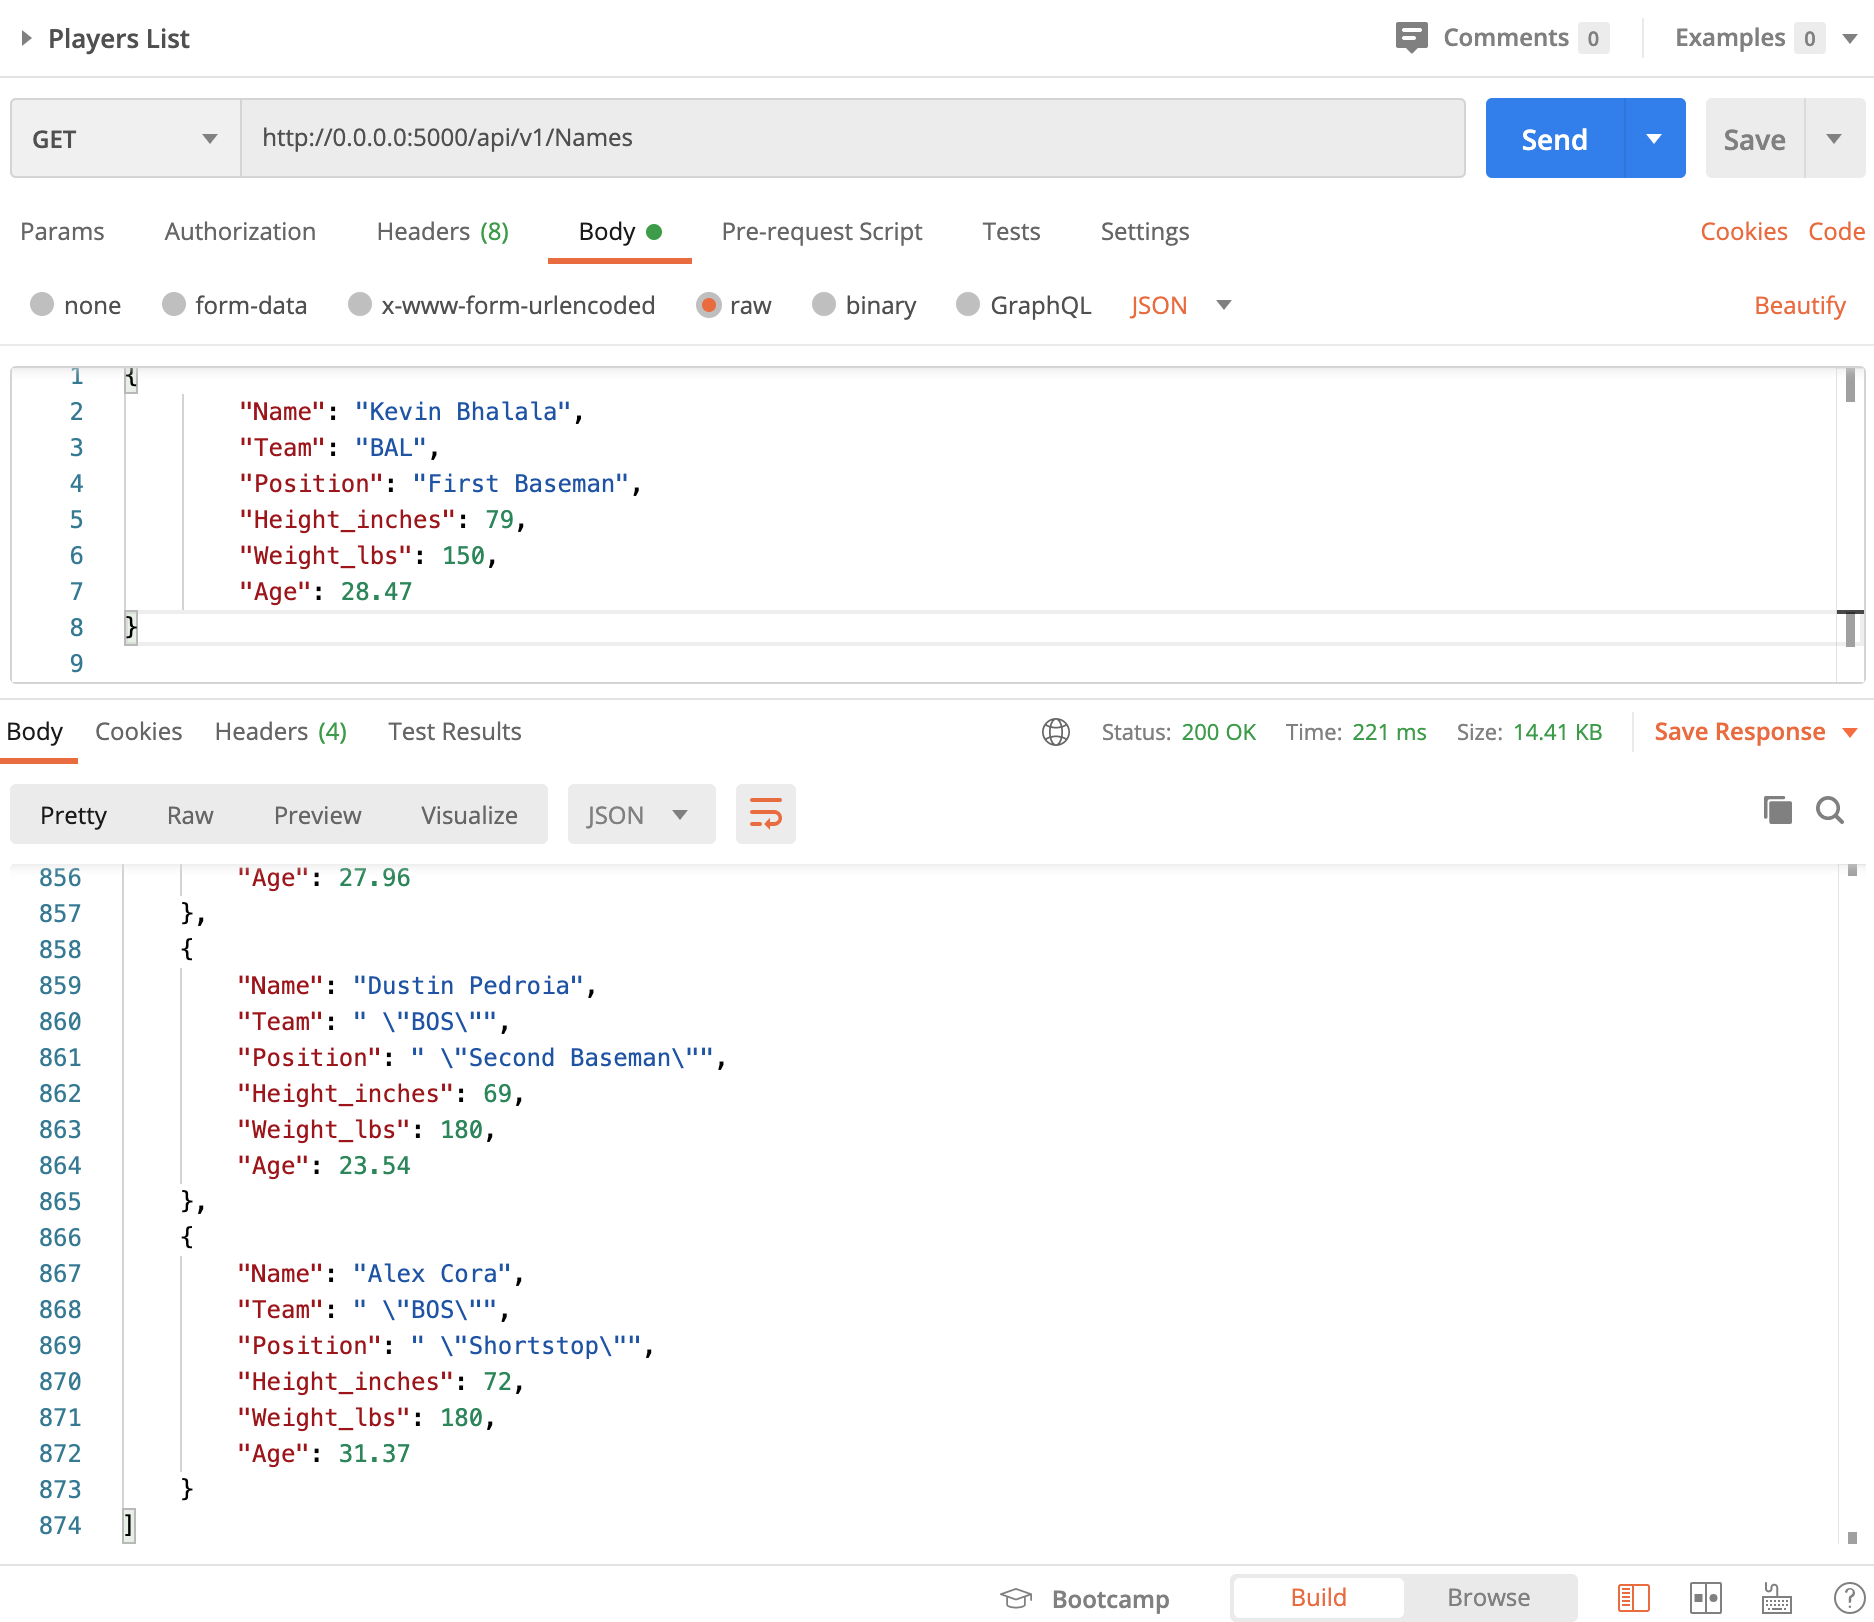 Players List Comments 0 Examples 0
GET http://0.0.0.0:5000/api/v1/Names Send Save
Params Authorization Headers (8) Body Pre-request Script Tests Settings Cookies Code
none form-data x-www-form-urlencoded raw binary GraphQL JSON Beautify
1 {
2 "Name": "Kevin Bhalala",
3 "Team": "BAL",
4 "Position": "First Baseman",
5 "Height_inches": 79,
6 "Weight_lbs": 150,
7 "Age": 28.47
8 }
9
Body Cookies Headers (4) Test Results Status: 200 OK Time: 221 ms Size: 14.41 KB Save Response
Pretty Raw Preview Visualize JSON
856 "Age": 27.96
857 },
858 {
859 "Name": "Dustin Pedroia",
860 "Team": " \"BOS\"",
861 "Position": " \"Second Baseman\"",
862 "Height_inches": 69,
863 "Weight_lbs": 180,
864 "Age": 23.54
865 },
866 {
867 "Name": "Alex Cora",
868 "Team": " \"BOS\"",
869 "Position": " \"Shortstop\"",
870 "Height_inches": 72,
871 "Weight_lbs": 180,
872 "Age": 31.37
873 }
874 ]
Bootcamp Build Browse ?